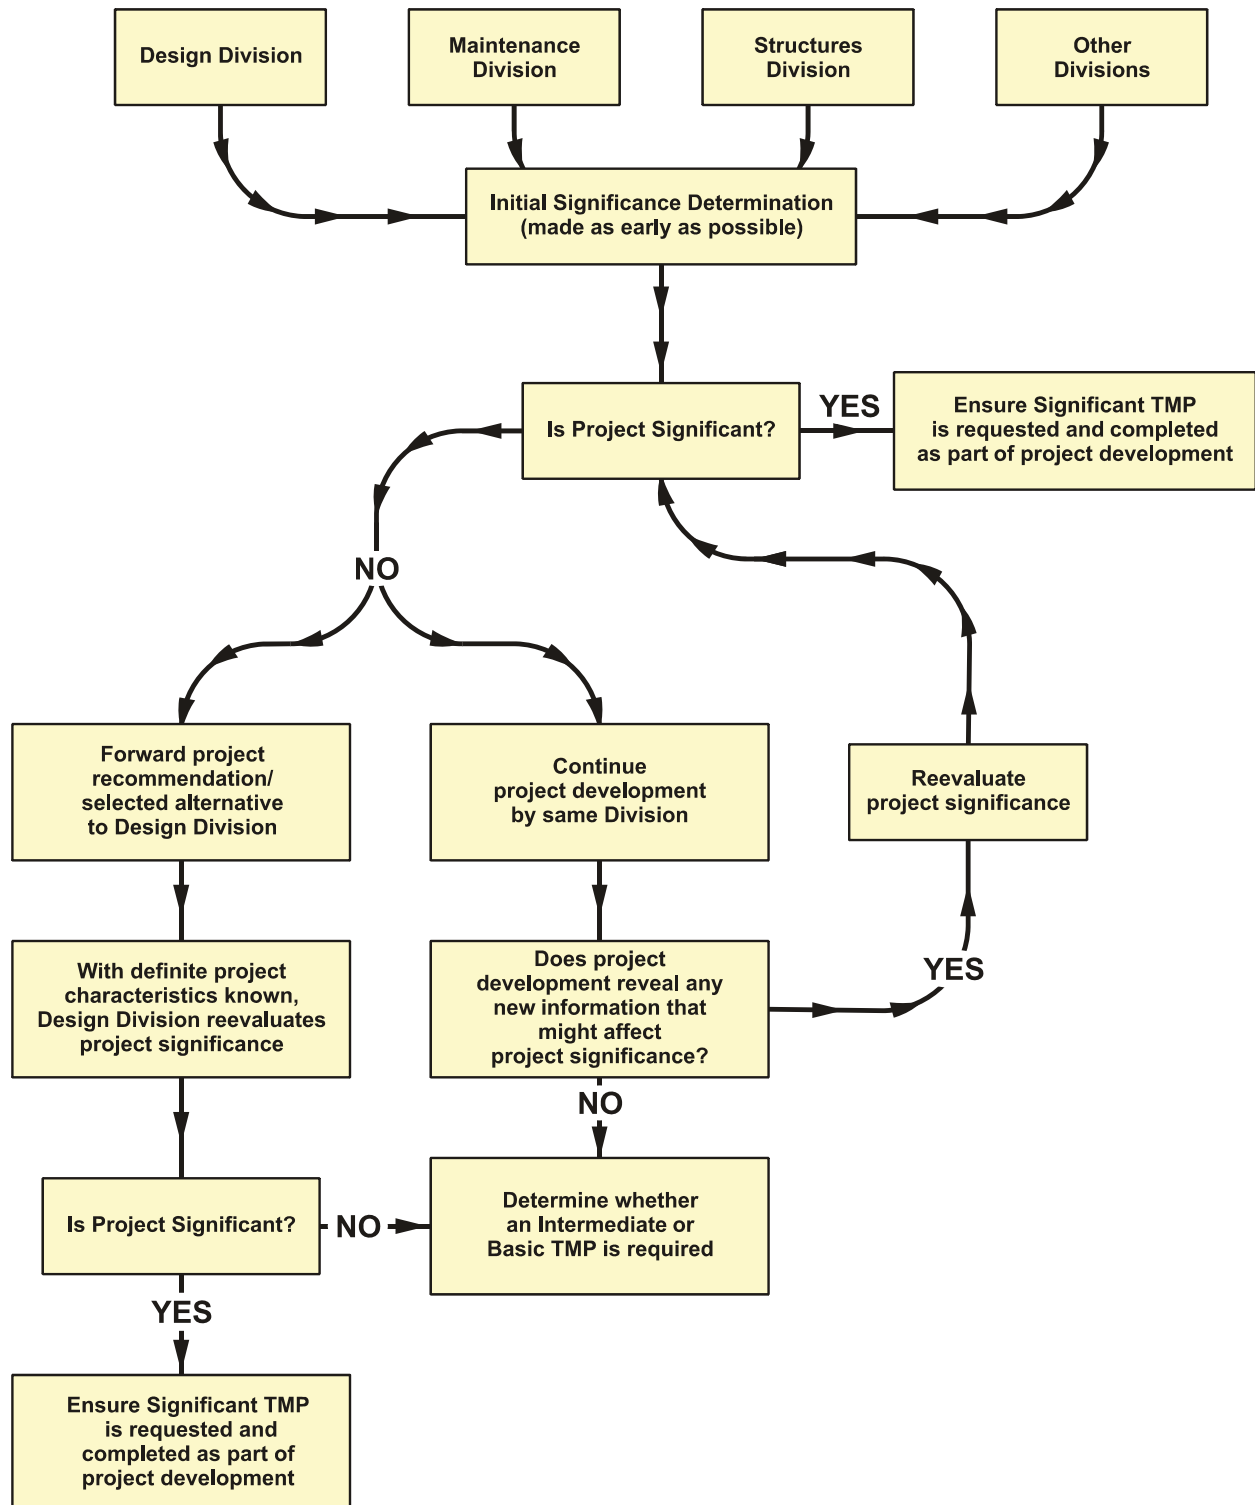 Design Division
Maintenance
Division
Structures
Division
Other
Divisions
Initial Significance Determination
(made as early as possible)
Is Project Significant?
YES
Ensure Significant TMP
is requested and completed
as part of project development
NO
Forward project
recommendation/
selected alternative
to Design Division
Continue
project development
by same Division
Reevaluate
project significance
With definite project
characteristics known,
Design Division reevaluates
project significance
Does project
development reveal any
new information that
might affect
project significance?
YES
NO
Is Project Significant?
NO
Determine whether
an Intermediate or
Basic TMP is required
YES
Ensure Significant TMP
is requested and
completed as part of
project development